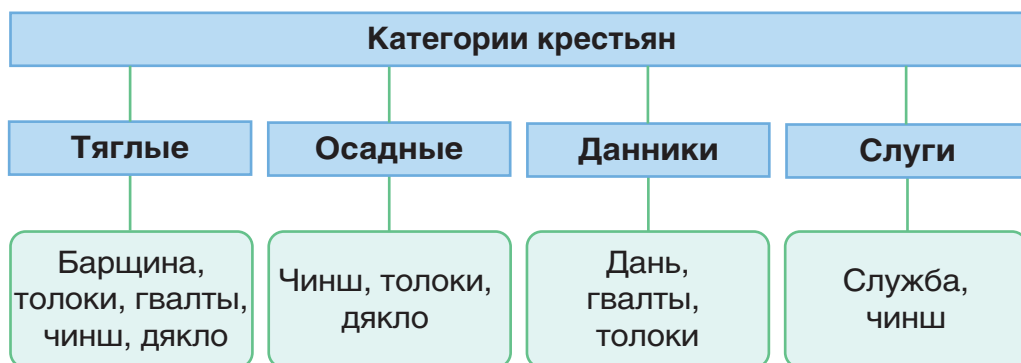 Категории крестьян
Тяглые
Осадные
Данники
Слуги
Барщина,
толоки, гвалты,
чинш, дякло
Чинш, толоки,
дякло
Дань,
гвалты,
толоки
Служба,
чинш